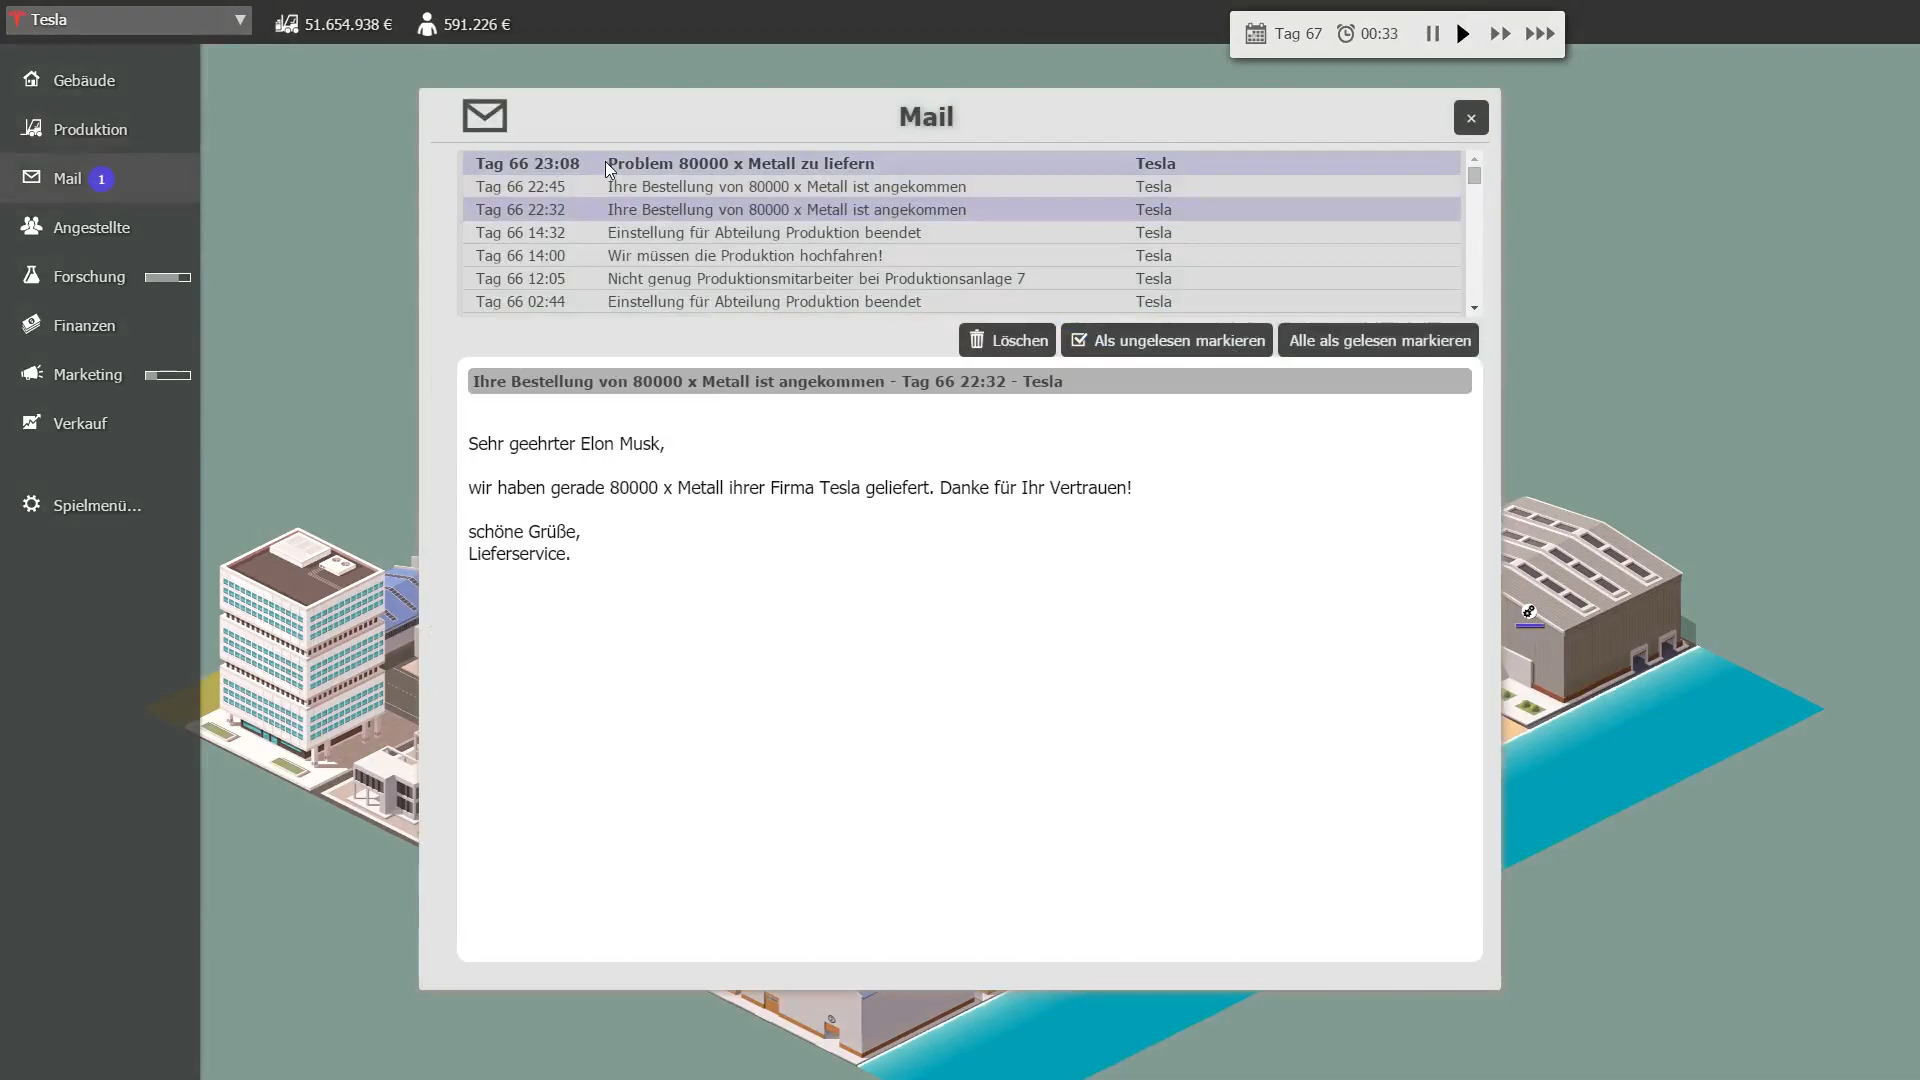 Tesla
51.654.938 €
591.226 €
Tag 67
00:33
Gebäude
Produktion
Mail 1
Angestellte
Forschung
Finanzen
Marketing
Verkauf
Spielmenü...
Mail
Tag 66 23:08 Problem 80000 x Metall zu liefern Tesla
Tag 66 22:45 Ihre Bestellung von 80000 x Metall ist angekommen Tesla
Tag 66 22:32 Ihre Bestellung von 80000 x Metall ist angekommen Tesla
Tag 66 14:32 Einstellung für Abteilung Produktion beendet Tesla
Tag 66 14:00 Wir müssen die Produktion hochfahren! Tesla
Tag 66 12:05 Nicht genug Produktionsmitarbeiter bei Produktionsanlage 7 Tesla
Tag 66 02:44 Einstellung für Abteilung Produktion beendet Tesla
Löschen
Als ungelesen markieren
Alle als gelesen markieren
Ihre Bestellung von 80000 x Metall ist angekommen - Tag 66 22:32 - Tesla
Sehr geehrter Elon Musk,
wir haben gerade 80000 x Metall ihrer Firma Tesla geliefert. Danke für Ihr Vertrauen!
schöne Grüße,
Lieferservice.